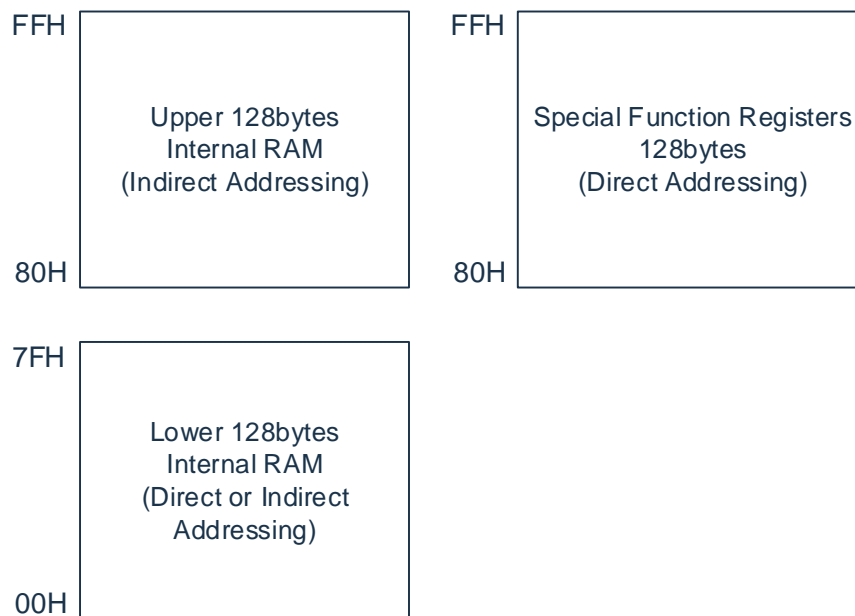 FFH
Upper 128bytes
Internal RAM
(Indirect Addressing)
80H
FFH
Special Function Registers
128bytes
(Direct Addressing)
80H
7FH
Lower 128bytes
Internal RAM
(Direct or Indirect
Addressing)
00H